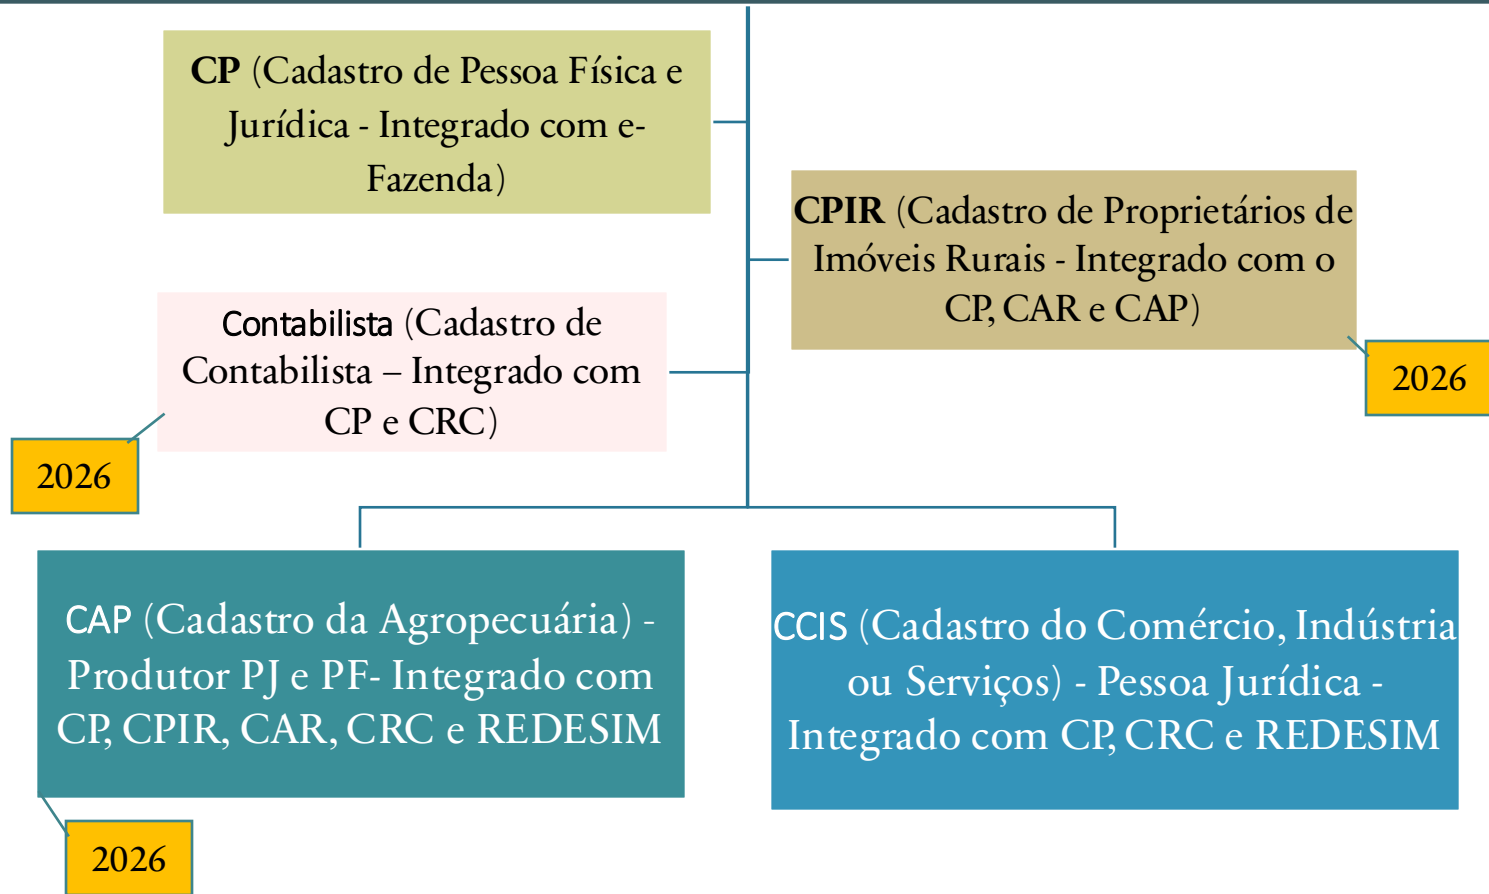 CP (Cadastro de Pessoa Física e
Jurídica - Integrado com e-
Fazenda)
CPIR (Cadastro de Proprietários de
Imóveis Rurais - Integrado com o
CP, CAR e CAP)
2026
Contabilista (Cadastro de
Contabilista – Integrado com
CP e CRC)
2026
CAP (Cadastro da Agropecuária) -
Produtor PJ e PF- Integrado com
CP, CPIR, CAR, CRC e REDESIM
2026
CCIS (Cadastro do Comércio, Indústria
ou Serviços) - Pessoa Jurídica -
Integrado com CP, CRC e REDESIM